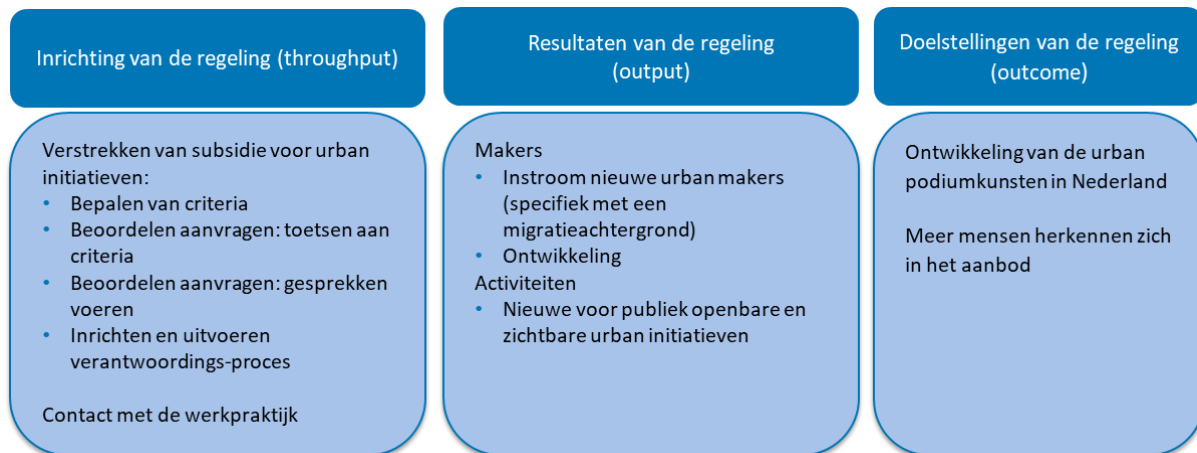 Inrichting van de regeling (throughput)
Verstrekken van subsidie voor urban
initiatieven:
• Bepalen van criteria
• Beoordelen aanvragen: toetsen aan
criteria
• Beoordelen aanvragen: gesprekken
voeren
• Inrichten en uitvoeren
verantwoordings-proces
Contact met de werkpraktijk
Resultaten van de regeling
(output)
Makers
• Instroom nieuwe urban makers
(specifiek met een
migratieachtergrond)
• Ontwikkeling
Activiteiten
• Nieuwe voor publiek openbare en
zichtbare urban initiatieven
Doelstellingen van de regeling
(outcome)
Ontwikkeling van de urban
podiumkunsten in Nederland
Meer mensen herkennen zich
in het aanbod